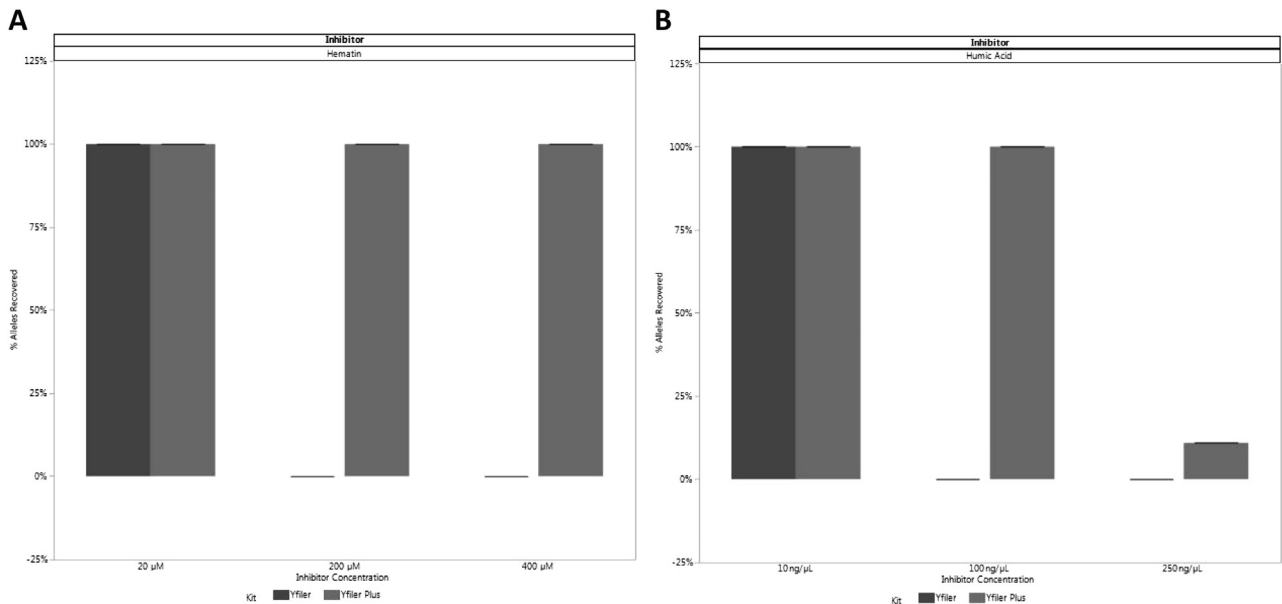 A
Inhibitor
Hematin
125%
100%
75%
50%
25%
0%
-25%
% Alleles Recovered
20 µM 200 µM 400 µM
Inhibitor Concentration
Kit Yfiler Yfiler Plus
B
Inhibitor
Humic Acid
125%
100%
75%
50%
25%
0%
-25%
% Alleles Recovered
10 ng/µL 100 ng/µL 250 ng/µL
Inhibitor Concentration
Kit Yfiler Yfiler Plus